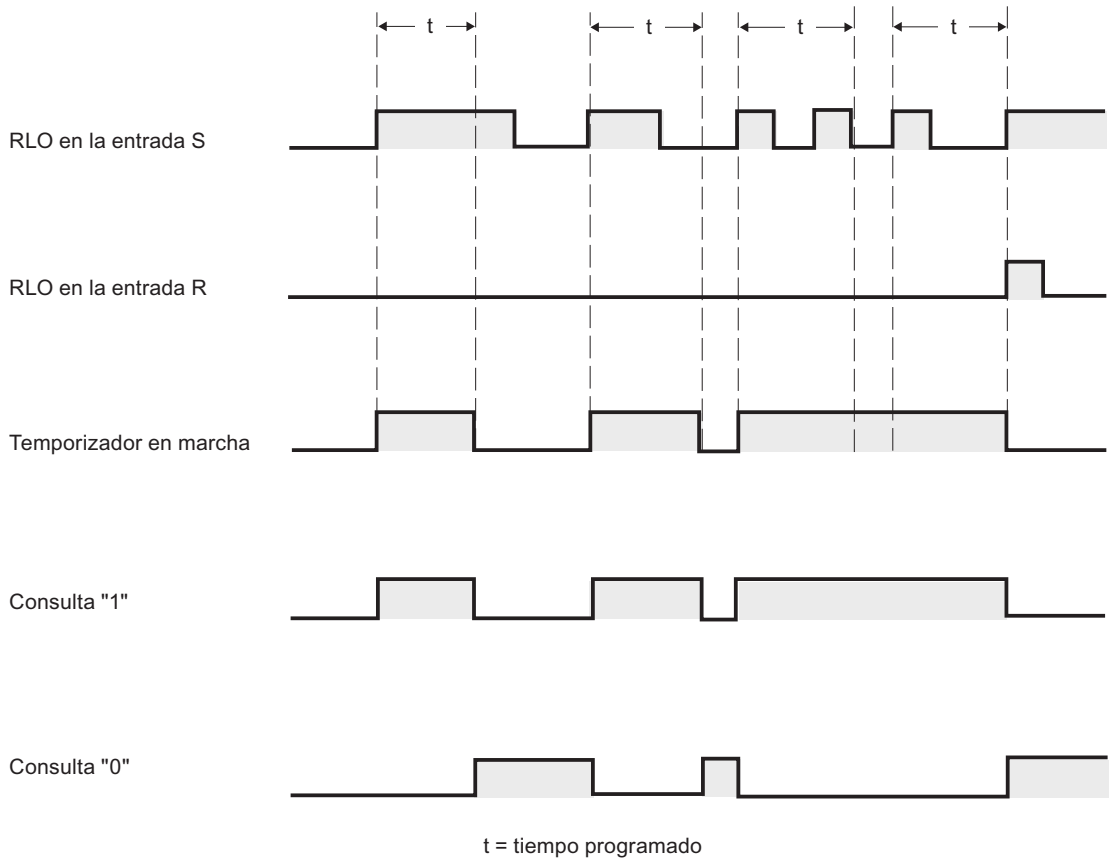 t t t t
RLO en la entrada S
RLO en la entrada R
Temporizador en marcha
Consulta "1"
Consulta "0"
t = tiempo programado